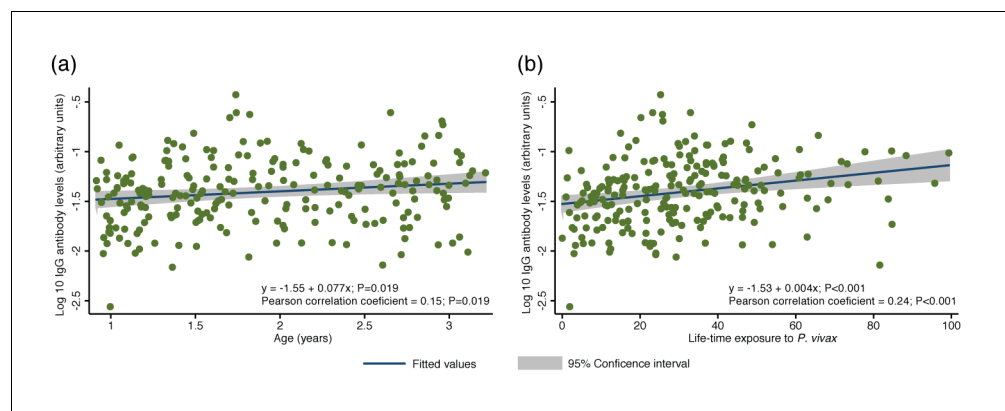 (a)
Log 10 IgG antibody levels (arbitrary units)
-.5
-1
-1.5
-2
-2.5
y = -1.55 + 0.077x; P=0.019
Pearson correlation coeficient = 0.15; P=0.019
1 1.5 2 2.5 3
Age (years)
(b)
Log 10 IgG antibody levels (arbitrary units)
-.5
-1
-1.5
-2
-2.5
y = -1.53 + 0.004x; P<0.001
Pearson correlation coeficient = 0.24; P<0.001
0 20 40 60 80 100
Life-time exposure to P. vivax
Fitted values 95% Conficence interval